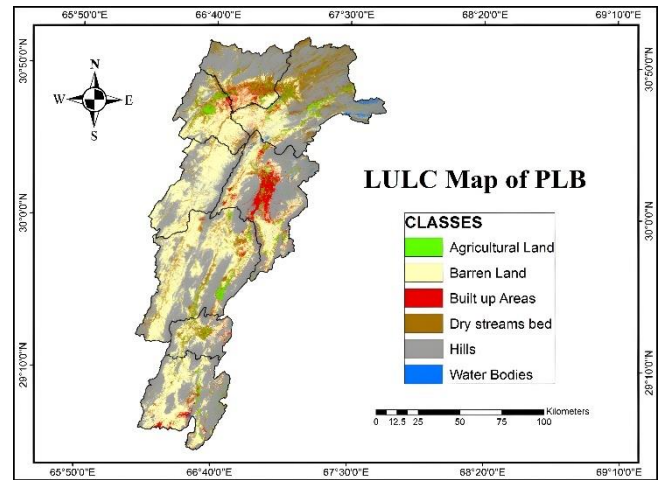 65°50'0"E 66°40'0"E 67°30'0"E 68°20'0"E 69°10'0"E
30°50'0"N 30°50'0"N
N
W E
S
LULC Map of PLB
30°0'0"N 30°0'0"N
CLASSES
Agricultural Land
Barren Land
Built up Areas
Dry streams bed
Hills
Water Bodies
29°10'0"N 29°10'0"N
Kilometers
0 12.5 25 50 75 100
65°50'0"E 66°40'0"E 67°30'0"E 68°20'0"E 69°10'0"E